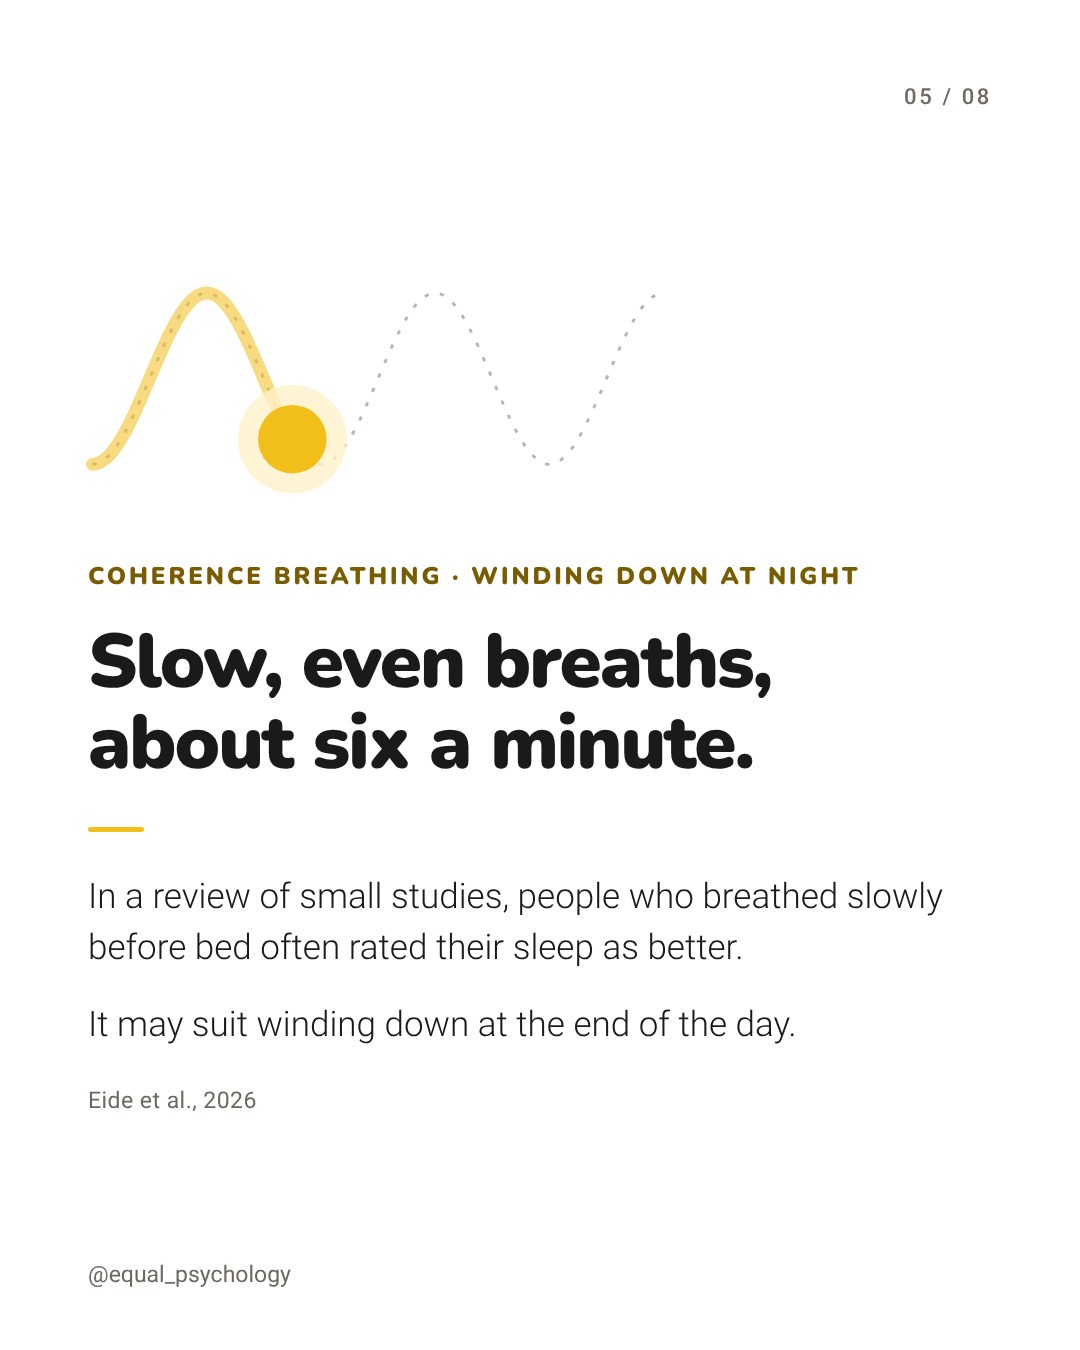 05 / 08
COHERENCE BREATHING · WINDING DOWN AT NIGHT
Slow, even breaths,
about six a minute.
In a review of small studies, people who breathed slowly
before bed often rated their sleep as better.
It may suit winding down at the end of the day.
Eide et al., 2026
@equal_psychology